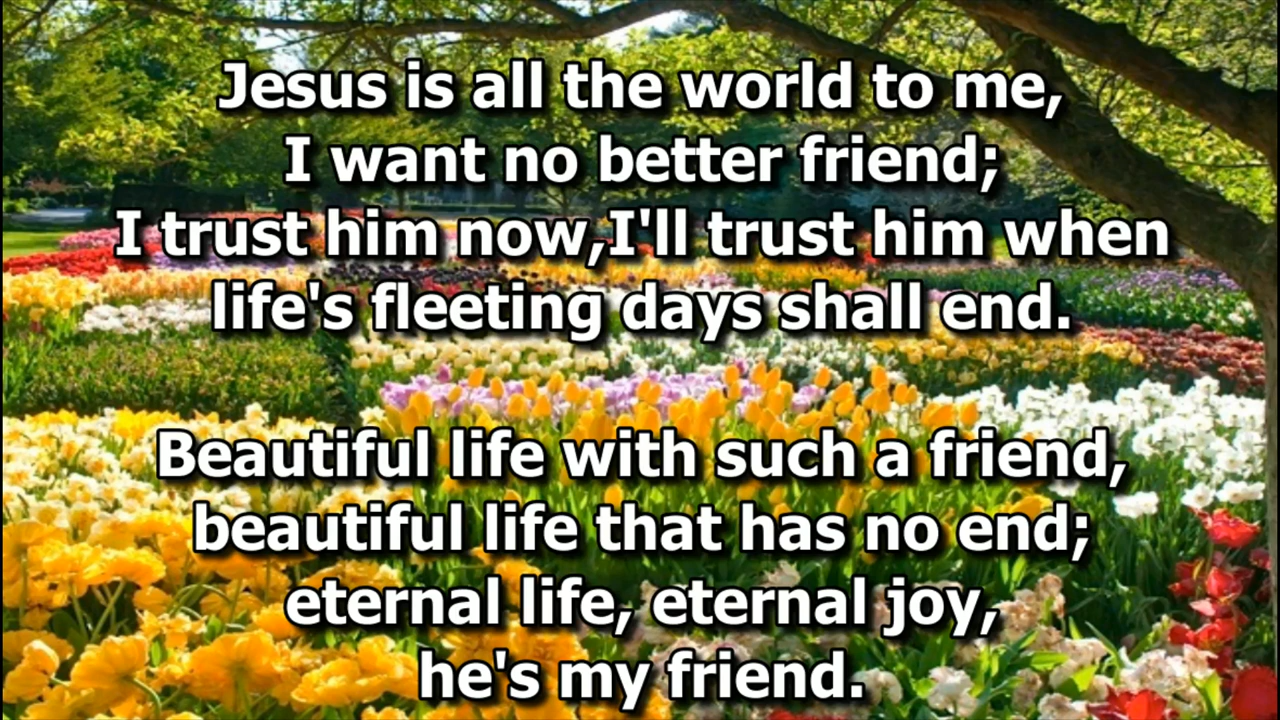 Jesus is all the world to me,
I want no better friend;
I trust him now,I'll trust him when
life's fleeting days shall end.
Beautiful life with such a friend,
beautiful life that has no end;
eternal life, eternal joy,
he's my friend.